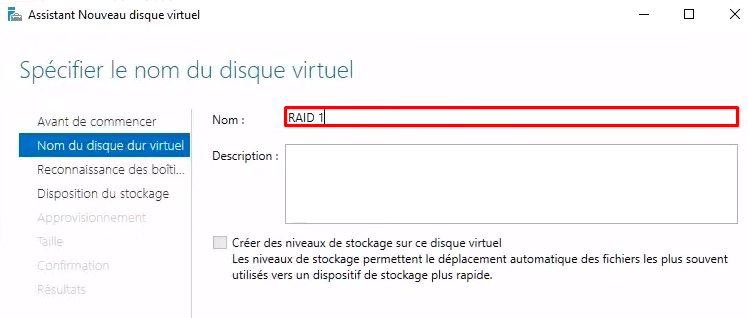 Assistant Nouveau disque virtuel
Spécifier le nom du disque virtuel
Avant de commencer
Nom du disque dur virtuel
Reconnaissance des boîti...
Disposition du stockage
Approvisionnement
Taille
Confirmation
Résultats
Nom :
RAID 1
Description :
Créer des niveaux de stockage sur ce disque virtuel
Les niveaux de stockage permettent le déplacement automatique des fichiers les plus souvent
utilisés vers un dispositif de stockage plus rapide.